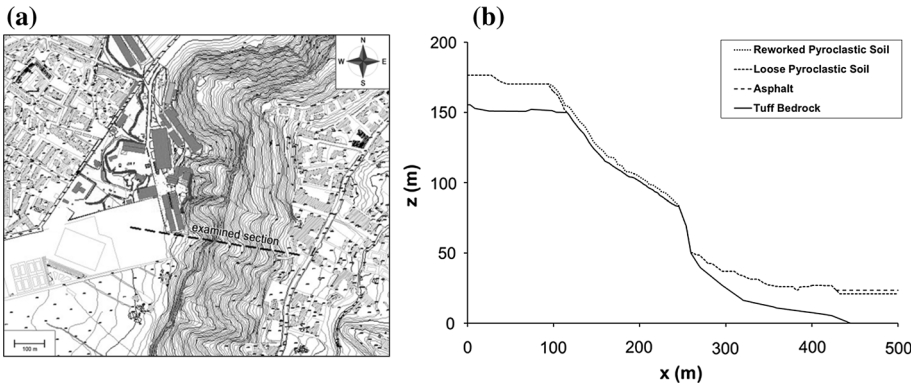 (a)
N
W E
S
examined section
100 m
(b)
Reworked Pyroclastic Soil
Loose Pyroclastic Soil
Asphalt
Tuff Bedrock
z (m)
200
150
100
50
0
0 100 200 300 400 500
x (m)